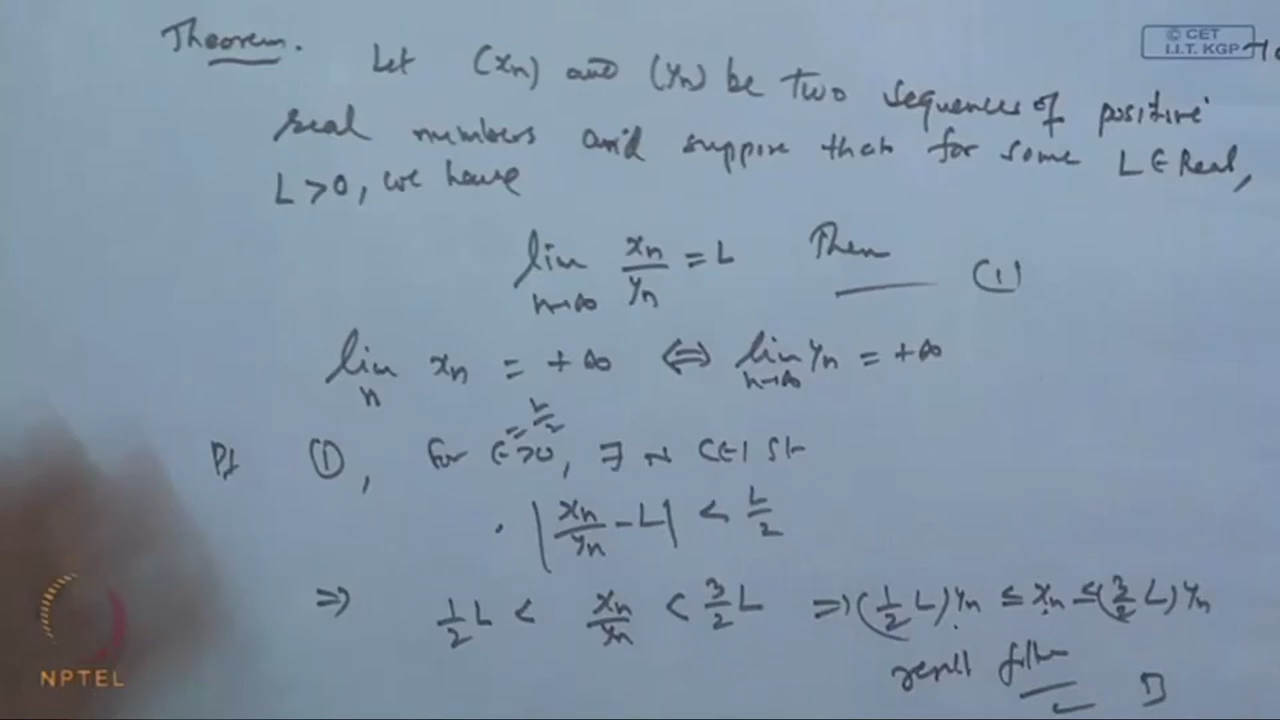 © CET
I.I.T. KGP
Theorem. Let (xn) and (yn) be two sequences of positive
real numbers and suppose that for some L ∈ Real,
L > 0, we have
lim n→∞ xn/yn = L Then — (1)
lim n xn = +∞ ⇔ lim n→∞ yn = +∞
Pf ①, For ε > 0, = L/2 ∃ N (ε) st
| xn/yn - L | < L/2
⇒ 1/2 L < xn/yn < 3/2 L ⇒ (1/2 L) yn ≤ xn ≤ (3/2 L) yn
result follow
NPTEL